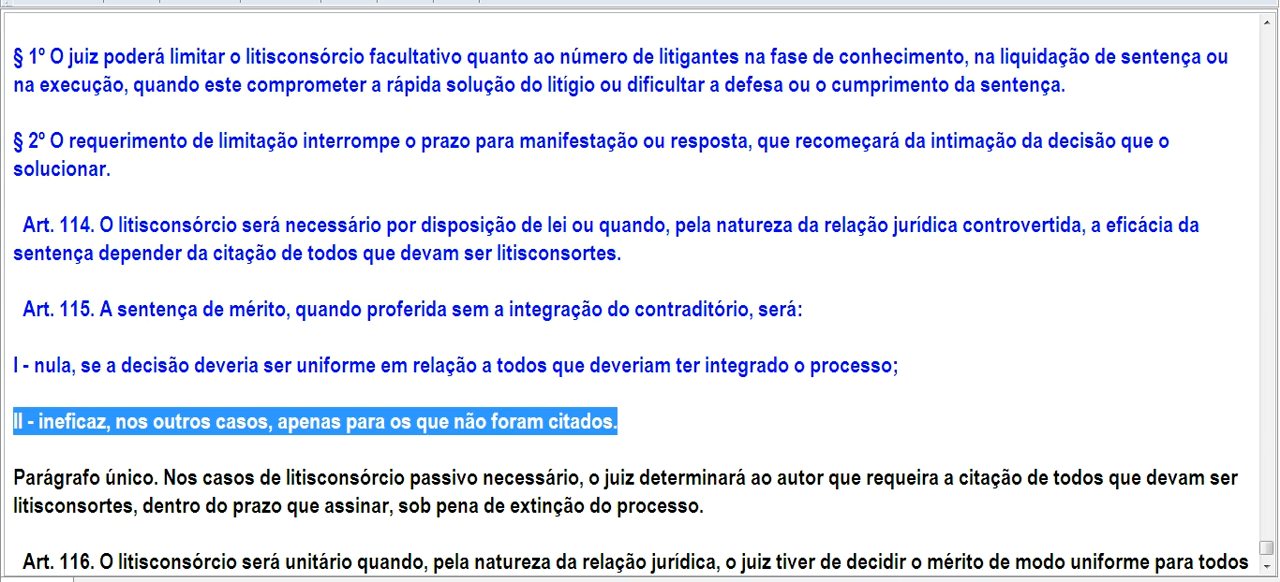 § 1º O juiz poderá limitar o litisconsórcio facultativo quanto ao número de litigantes na fase de conhecimento, na liquidação de sentença ou
na execução, quando este comprometer a rápida solução do litígio ou dificultar a defesa ou o cumprimento da sentença.
§ 2º O requerimento de limitação interrompe o prazo para manifestação ou resposta, que recomeçará da intimação da decisão que o
solucionar.
Art. 114. O litisconsórcio será necessário por disposição de lei ou quando, pela natureza da relação jurídica controvertida, a eficácia da
sentença depender da citação de todos que devam ser litisconsortes.
Art. 115. A sentença de mérito, quando proferida sem a integração do contraditório, será:
I - nula, se a decisão deveria ser uniforme em relação a todos que deveriam ter integrado o processo;
II - ineficaz, nos outros casos, apenas para os que não foram citados.
Parágrafo único. Nos casos de litisconsórcio passivo necessário, o juiz determinará ao autor que requeira a citação de todos que devam ser
litisconsortes, dentro do prazo que assinar, sob pena de extinção do processo.
Art. 116. O litisconsórcio será unitário quando, pela natureza da relação jurídica, o juiz tiver de decidir o mérito de modo uniforme para todos